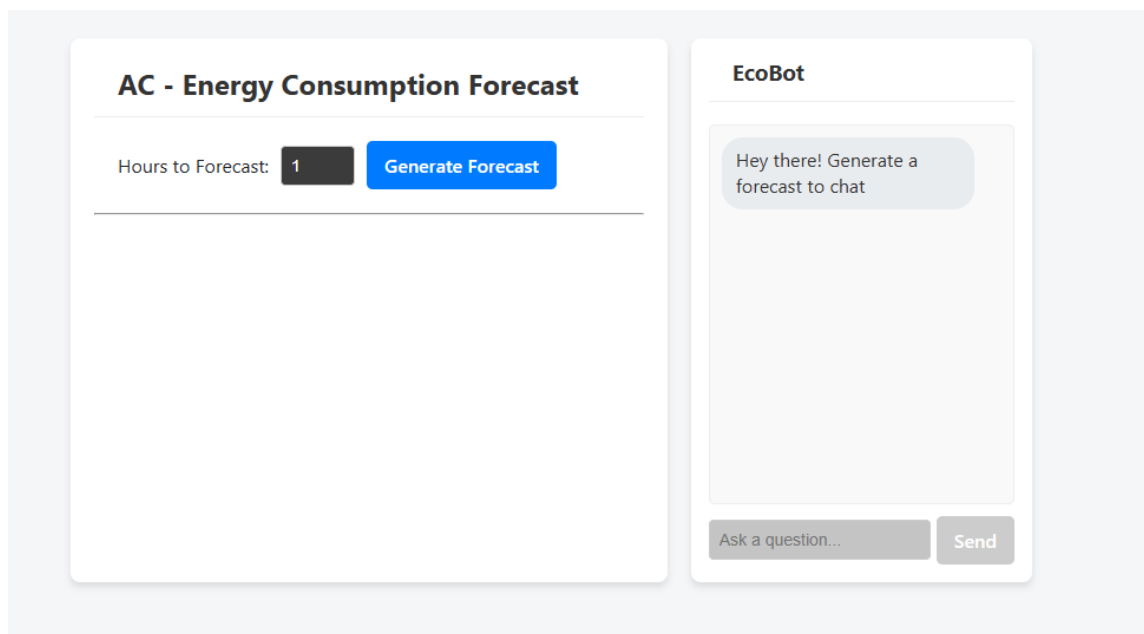 AC - Energy Consumption Forecast
Hours to Forecast: 1 Generate Forecast
EcoBot
Hey there! Generate a
forecast to chat
Ask a question... Send